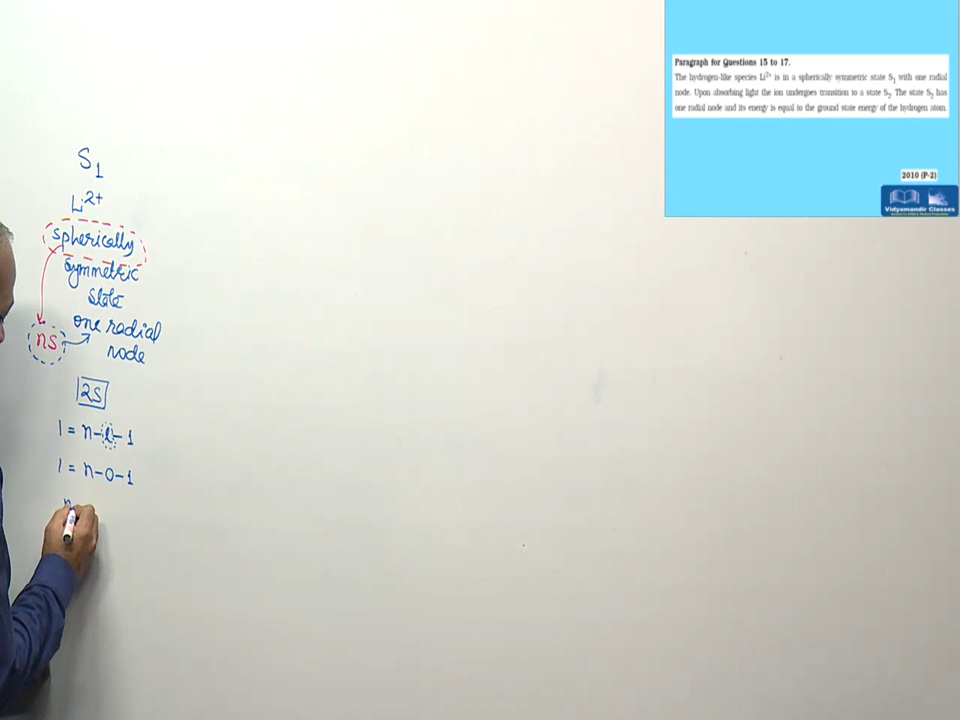 Paragraph for Questions 15 to 17.
The hydrogen-like species Li2+ is in a spherically symmetric state S1 with one radial
node. Upon absorbing light the ion undergoes transition to a state S2. The state S2 has
one radial node and its energy is equal to the ground state energy of the hydrogen atom.
2010 (P-2)
Vidyamandir Classes
S1
Li2+
spherically
symmetric
state
one radial
ns
node
2s
1 = n-l-1
1 = n-0-1
n